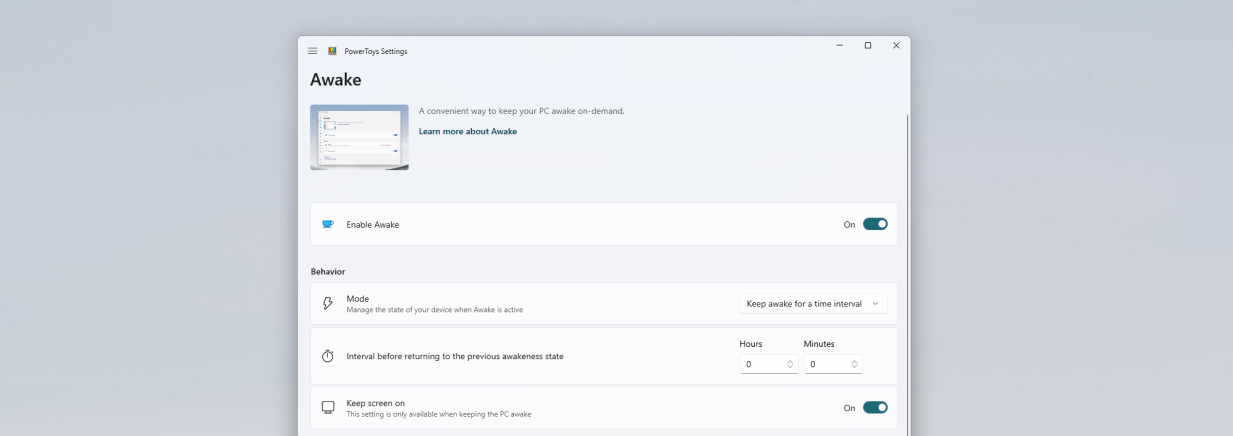 PowerToys Settings
Awake
A convenient way to keep your PC awake on-demand.
Learn more about Awake
Enable Awake
On
Behavior
Mode
Manage the state of your device when Awake is active
Keep awake for a time interval
Interval before returning to the previous awakeness state
Hours
Minutes
0
0
Keep screen on
This setting is only available when keeping the PC awake
On